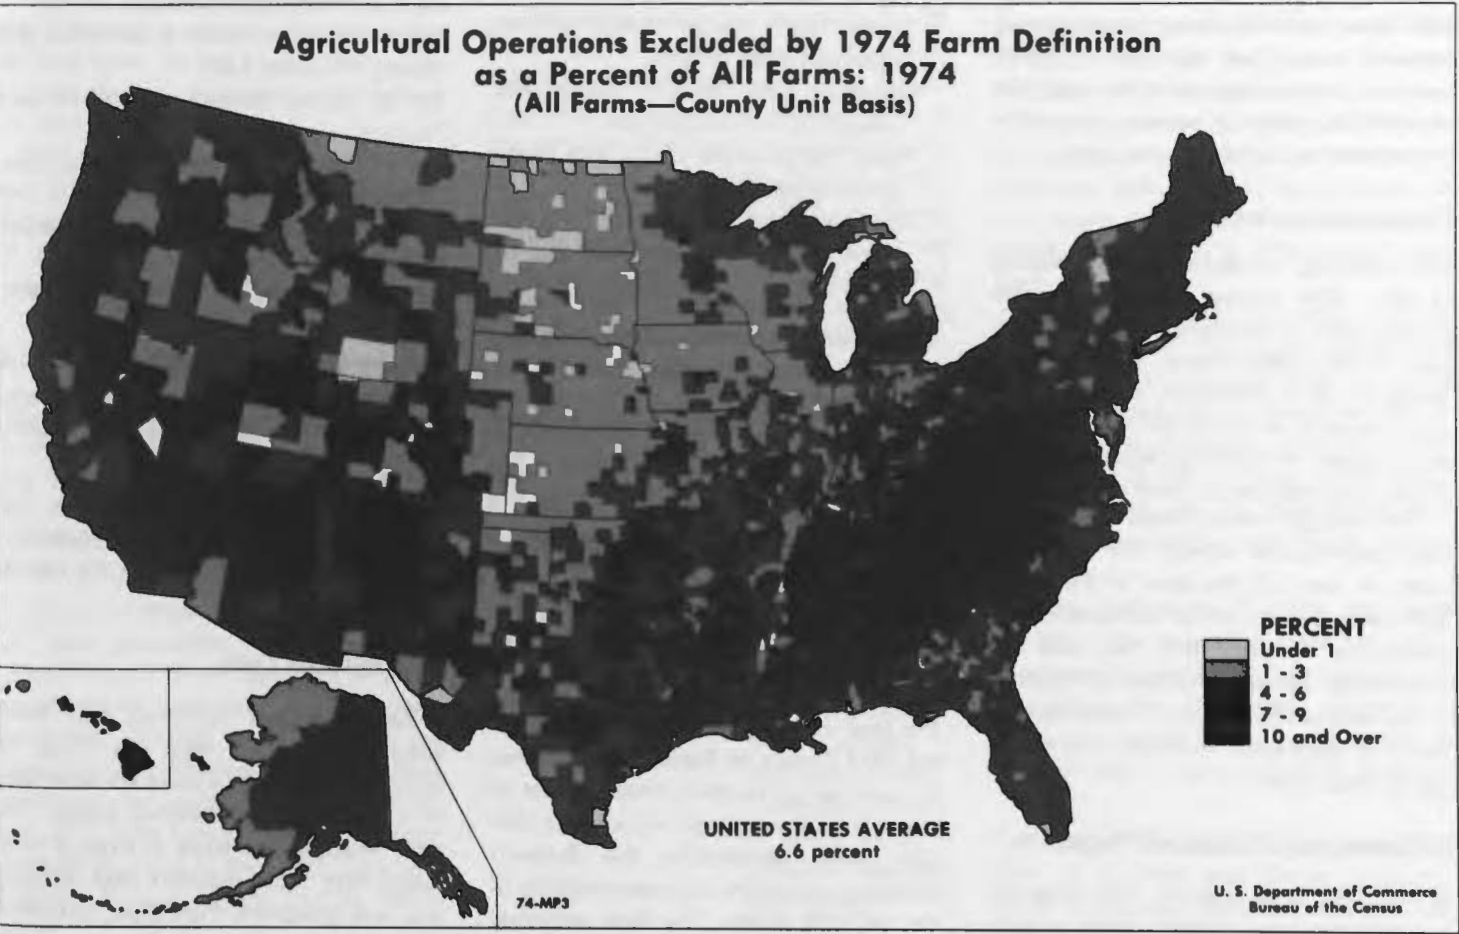 Agricultural Operations Excluded by 1974 Farm Definition
as a Percent of All Farms: 1974
(All Farms—County Unit Basis)
PERCENT
Under 1
1 - 3
4 - 6
7 - 9
10 and Over
UNITED STATES AVERAGE
6.6 percent
74-MP3
U. S. Department of Commerce
Bureau of the Census